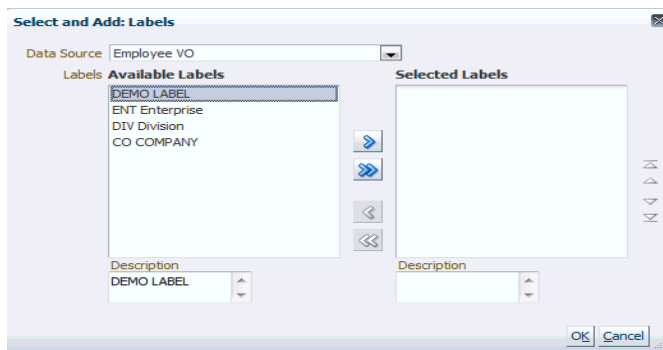 Select and Add: Labels
Data Source Employee VO
Labels Available Labels Selected Labels
DEMO LABEL
ENT Enterprise
DIV Division
CO COMPANY
Description Description
DEMO LABEL
OK Cancel